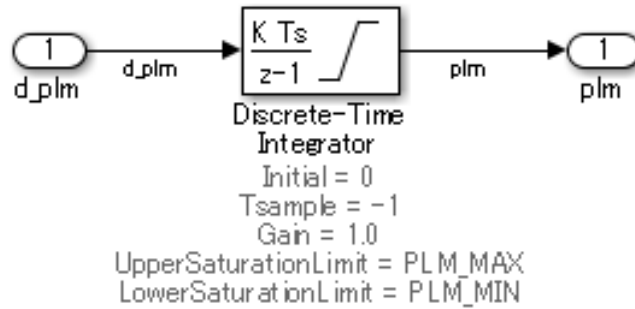 1
d_plm
d_plm
K Ts
z-1
plm
1
plm
Discrete-Time
Integrator
Initial = 0
Tsample = -1
Gain = 1.0
UpperSaturationLimit = PLM_MAX
LowerSaturationLimit = PLM_MIN